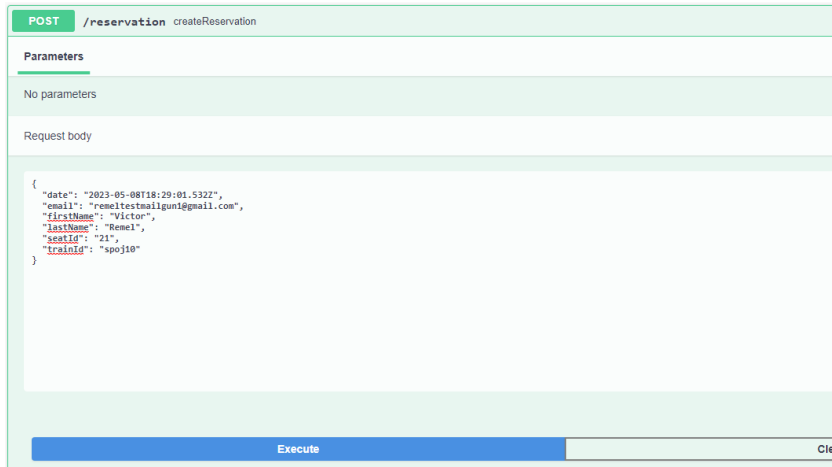 POST /reservation createReservation
Parameters
No parameters
Request body
{
"date": "2023-05-08T18:29:01.532Z",
"email": "remeltestmailgun1@gmail.com",
"firstName": "Victor",
"lastName": "Remel",
"seatId": "21",
"trainId": "spoj10"
}
Execute